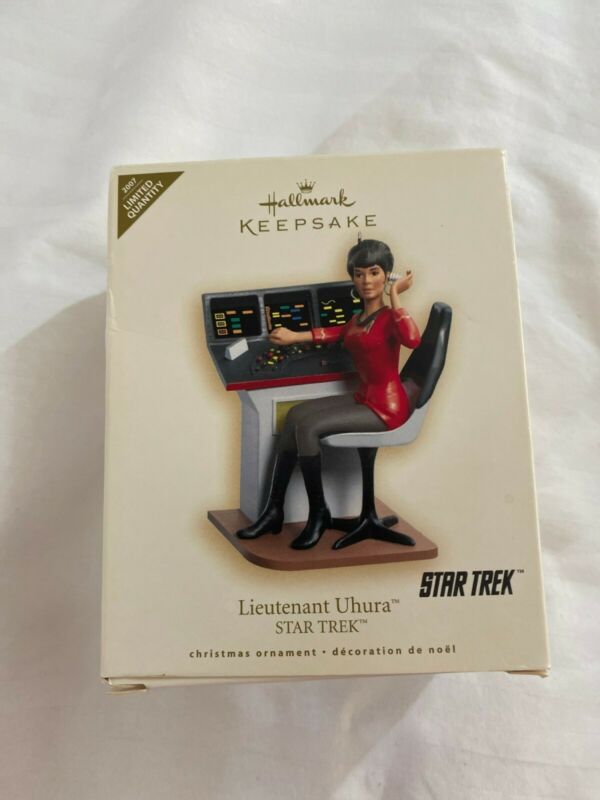 2007
LIMITED
QUANTITY
Hallmark
KEEPSAKE
STAR TREK™
Lieutenant Uhura™
STAR TREK™
christmas ornament • décoration de noël